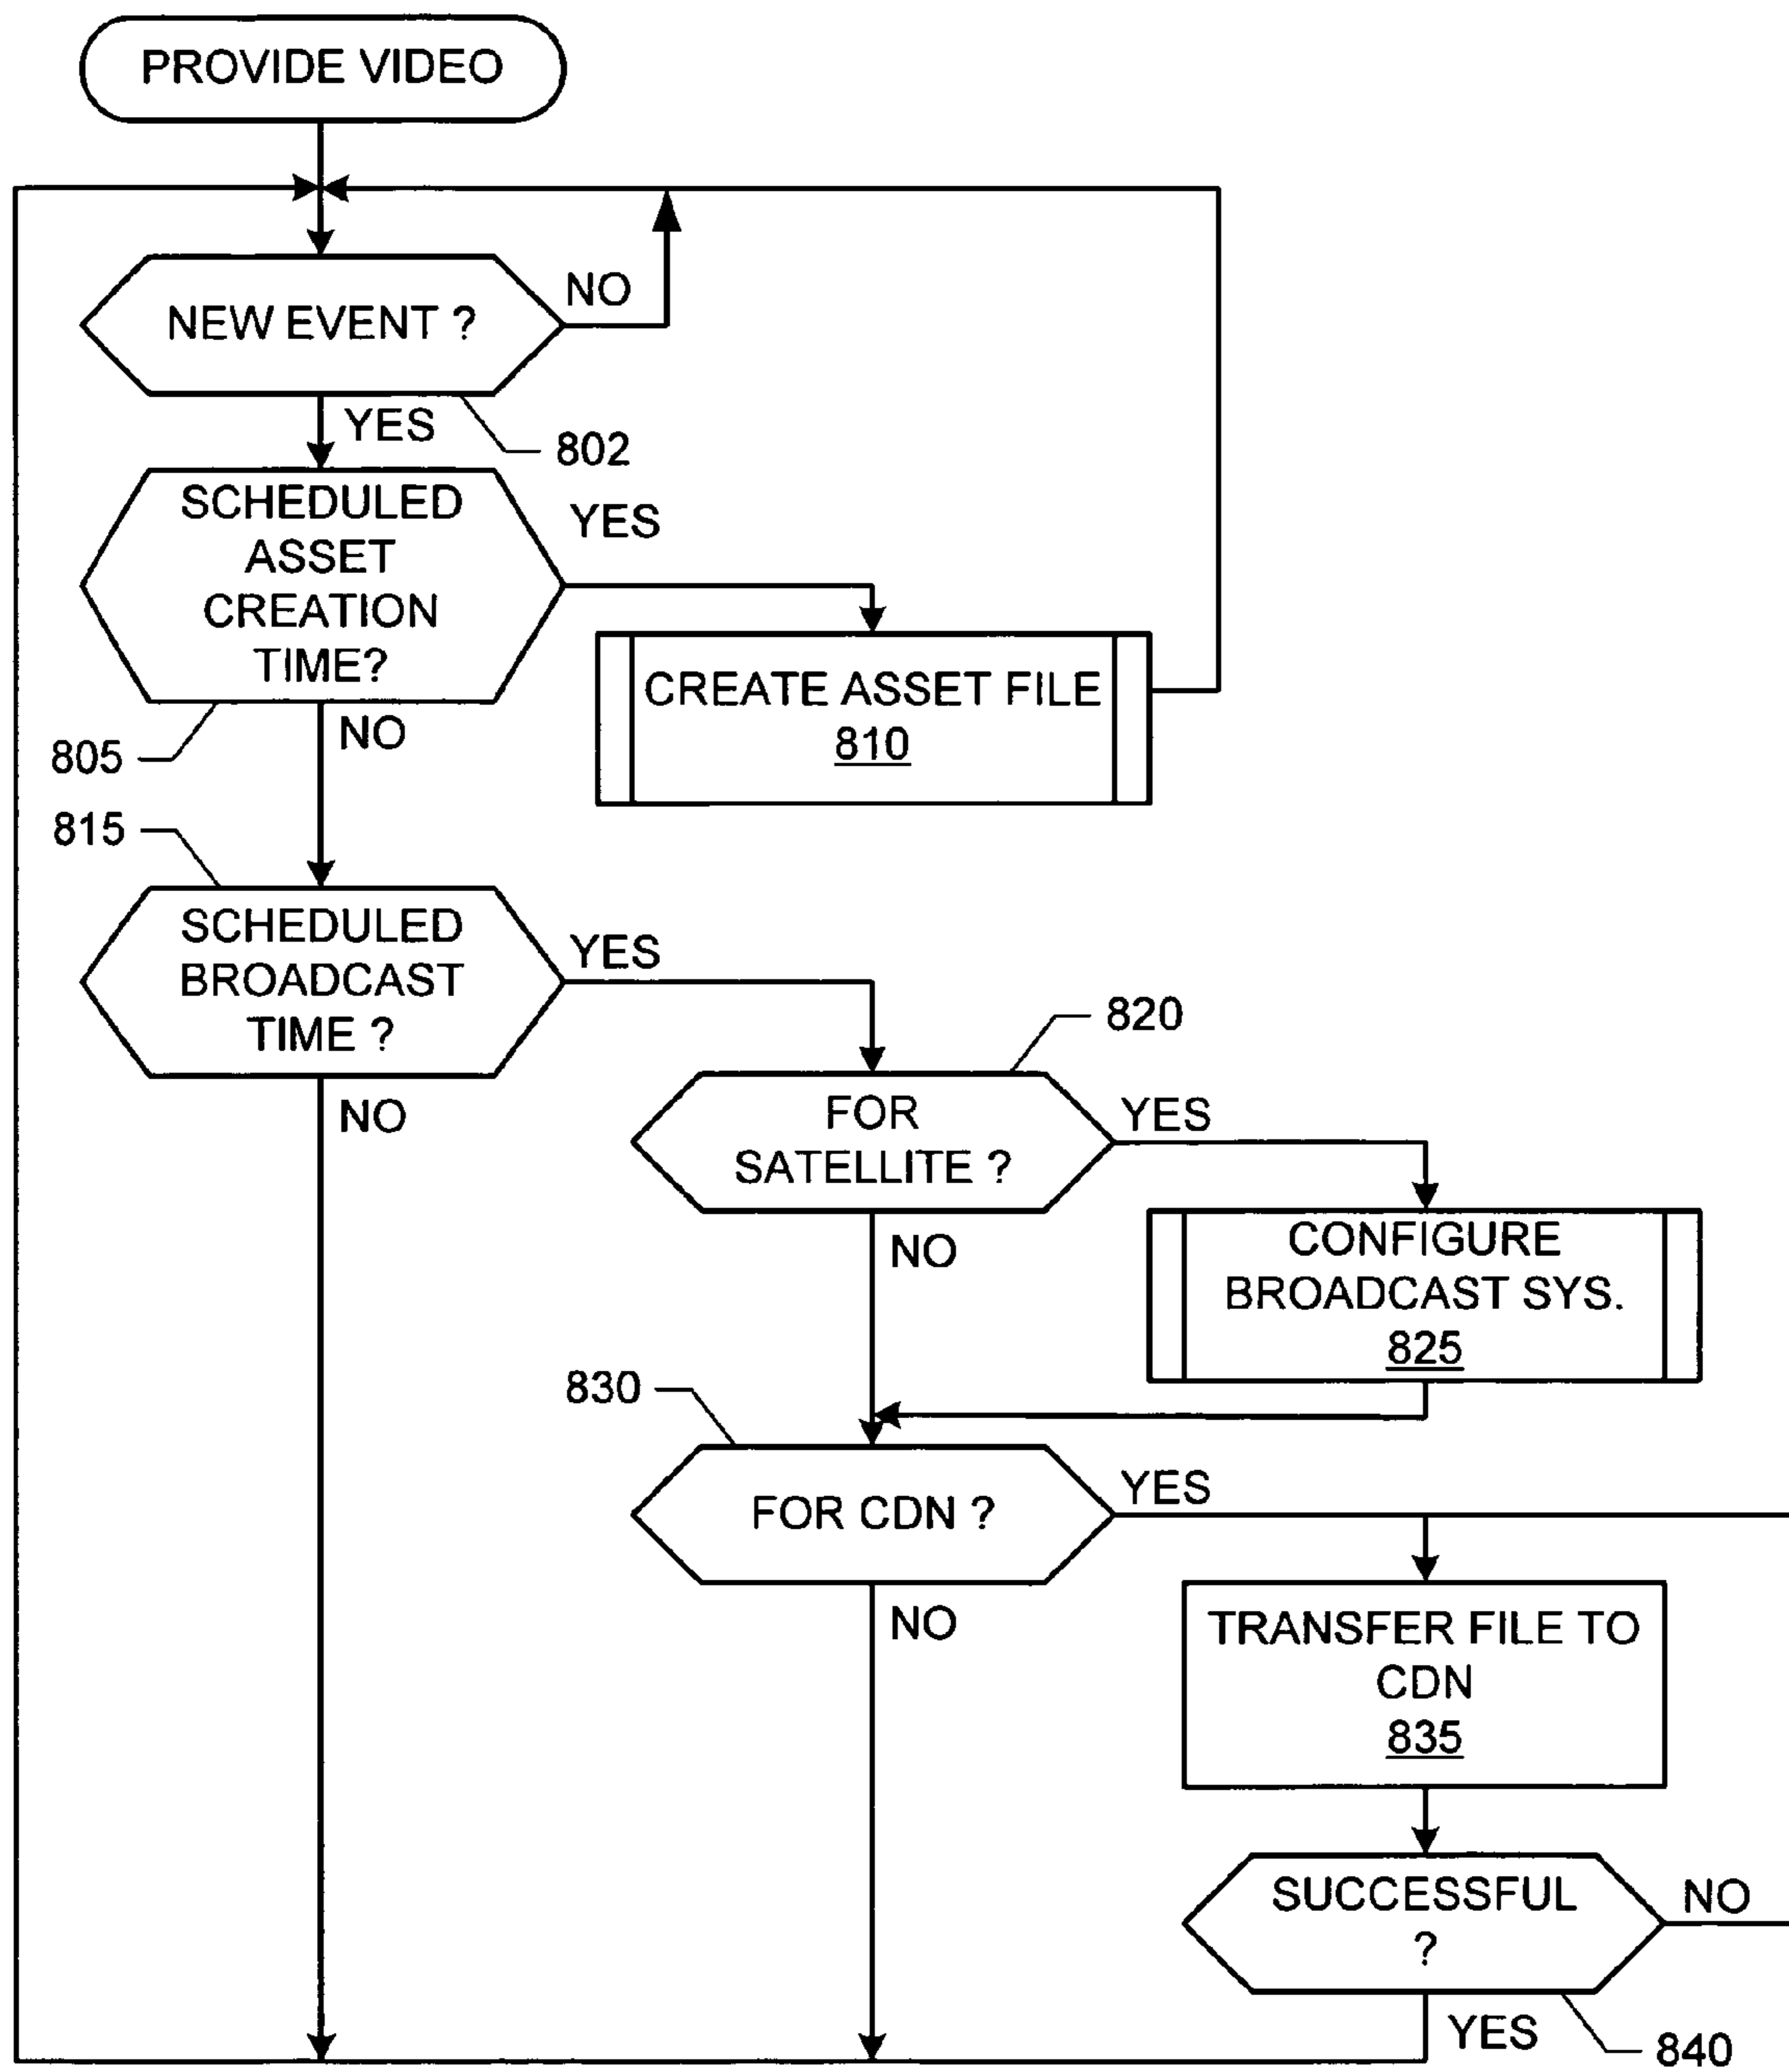 PROVIDE VIDEO
NEW EVENT ?
NO
YES
802
SCHEDULED
ASSET
CREATION
TIME?
YES
CREATE ASSET FILE
810
NO
805
815
SCHEDULED
BROADCAST
TIME ?
YES
NO
820
FOR
SATELLITE ?
YES
NO
CONFIGURE
BROADCAST SYS.
825
830
FOR CDN ?
YES
NO
TRANSFER FILE TO
CDN
835
SUCCESSFUL
?
NO
YES
840